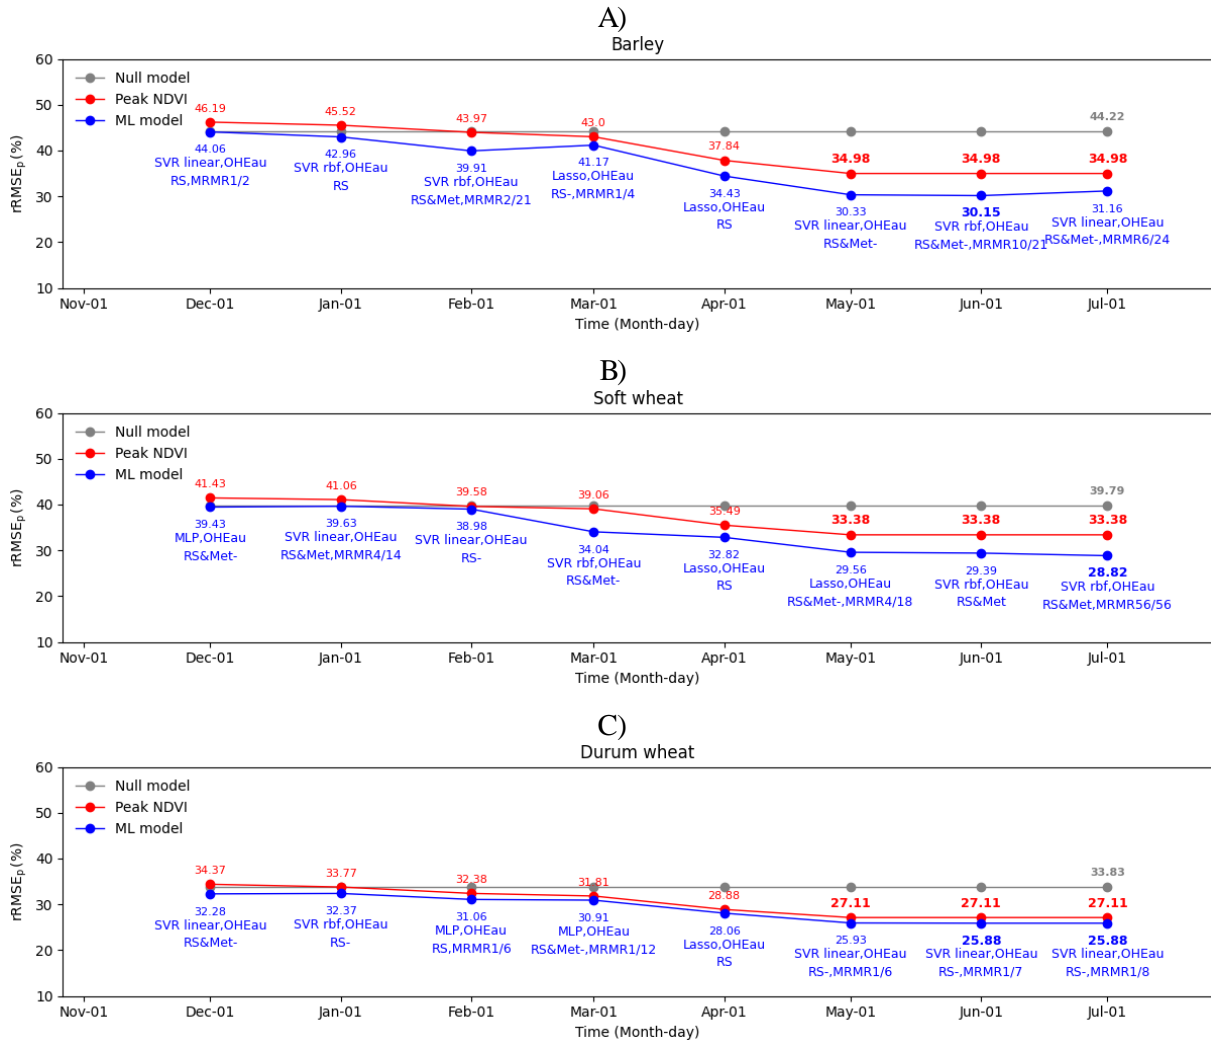 A)
Barley
60
50
40
30
20
10
rRMSEp(%)
Null model
Peak NDVI
ML model
46.19
45.52
43.97
43.0
37.84
34.98
34.98
34.98
44.22
44.06
SVR linear,OHEau
RS,MRMR1/2
42.96
SVR rbf,OHEau
RS
39.91
SVR rbf,OHEau
RS&Met,MRMR2/21
41.17
Lasso,OHEau
RS-,MRMR1/4
34.43
Lasso,OHEau
RS
30.33
SVR linear,OHEau
RS&Met-
30.15
SVR rbf,OHEau
RS&Met-,MRMR10/21
31.16
SVR linear,OHEau
RS&Met-,MRMR6/24
Nov-01 Dec-01 Jan-01 Feb-01 Mar-01 Apr-01 May-01 Jun-01 Jul-01
Time (Month-day)
B)
Soft wheat
60
50
40
30
20
10
rRMSEp(%)
Null model
Peak NDVI
ML model
41.43
41.06
39.58
39.06
35.49
33.38
33.38
33.38
39.79
39.43
MLP,OHEau
RS&Met-
39.63
SVR linear,OHEau
RS&Met,MRMR4/14
38.98
SVR linear,OHEau
RS-
34.04
SVR rbf,OHEau
RS&Met-
32.82
Lasso,OHEau
RS
29.56
Lasso,OHEau
RS&Met-,MRMR4/18
29.39
SVR rbf,OHEau
RS&Met
28.82
SVR rbf,OHEau
RS&Met,MRMR56/56
Nov-01 Dec-01 Jan-01 Feb-01 Mar-01 Apr-01 May-01 Jun-01 Jul-01
Time (Month-day)
C)
Durum wheat
60
50
40
30
20
10
rRMSEp(%)
Null model
Peak NDVI
ML model
34.37
33.77
32.38
31.81
28.88
27.11
27.11
27.11
33.83
32.28
SVR linear,OHEau
RS&Met-
32.37
SVR rbf,OHEau
RS-
31.06
MLP,OHEau
RS,MRMR1/6
30.91
MLP,OHEau
RS&Met-,MRMR1/12
28.06
Lasso,OHEau
RS
25.93
SVR linear,OHEau
RS-,MRMR1/6
25.88
SVR linear,OHEau
RS-,MRMR1/7
25.88
SVR linear,OHEau
RS-,MRMR1/8
Nov-01 Dec-01 Jan-01 Feb-01 Mar-01 Apr-01 May-01 Jun-01 Jul-01
Time (Month-day)